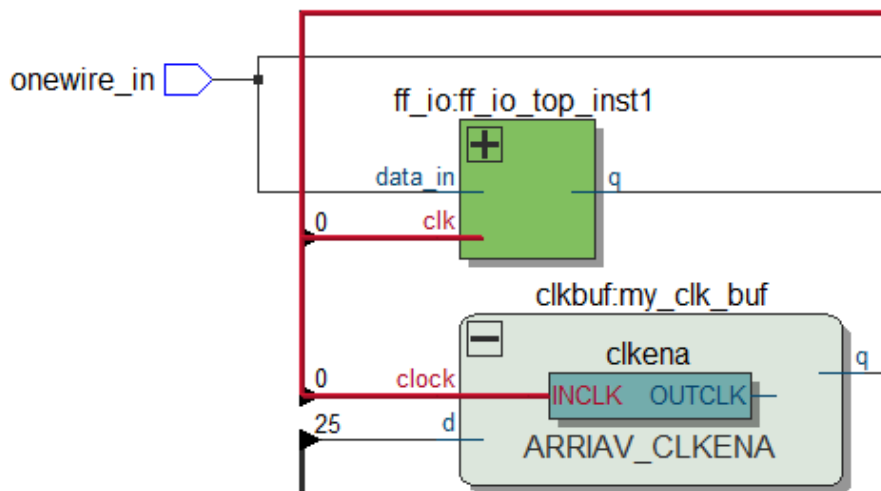 onewire_in
ff_io:ff_io_top_inst1
data_in
q
0
clk
clkbuf:my_clk_buf
clkena
q
0
clock
INCLK OUTCLK
25
d
ARRIAV_CLKENA